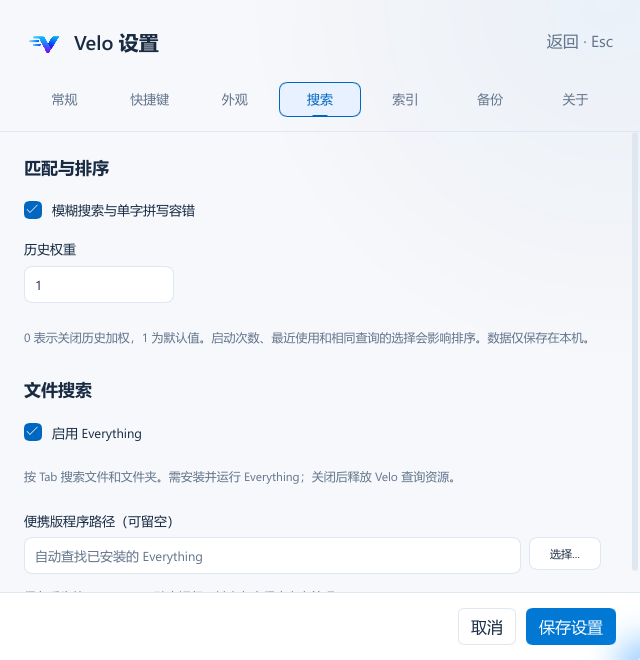 Velo 设置
返回 · Esc
常规 快捷键 外观 搜索 索引 备份 关于
匹配与排序
模糊搜索与单字拼写容错
历史权重
1
0 表示关闭历史加权，1 为默认值。启动次数、最近使用和相同查询的选择会影响排序。数据仅保存在本机。
文件搜索
启用 Everything
按 Tab 搜索文件和文件夹。需安装并运行 Everything；关闭后释放 Velo 查询资源。
便携版程序路径（可留空）
自动查找已安装的 Everything
选择...
取消 保存设置